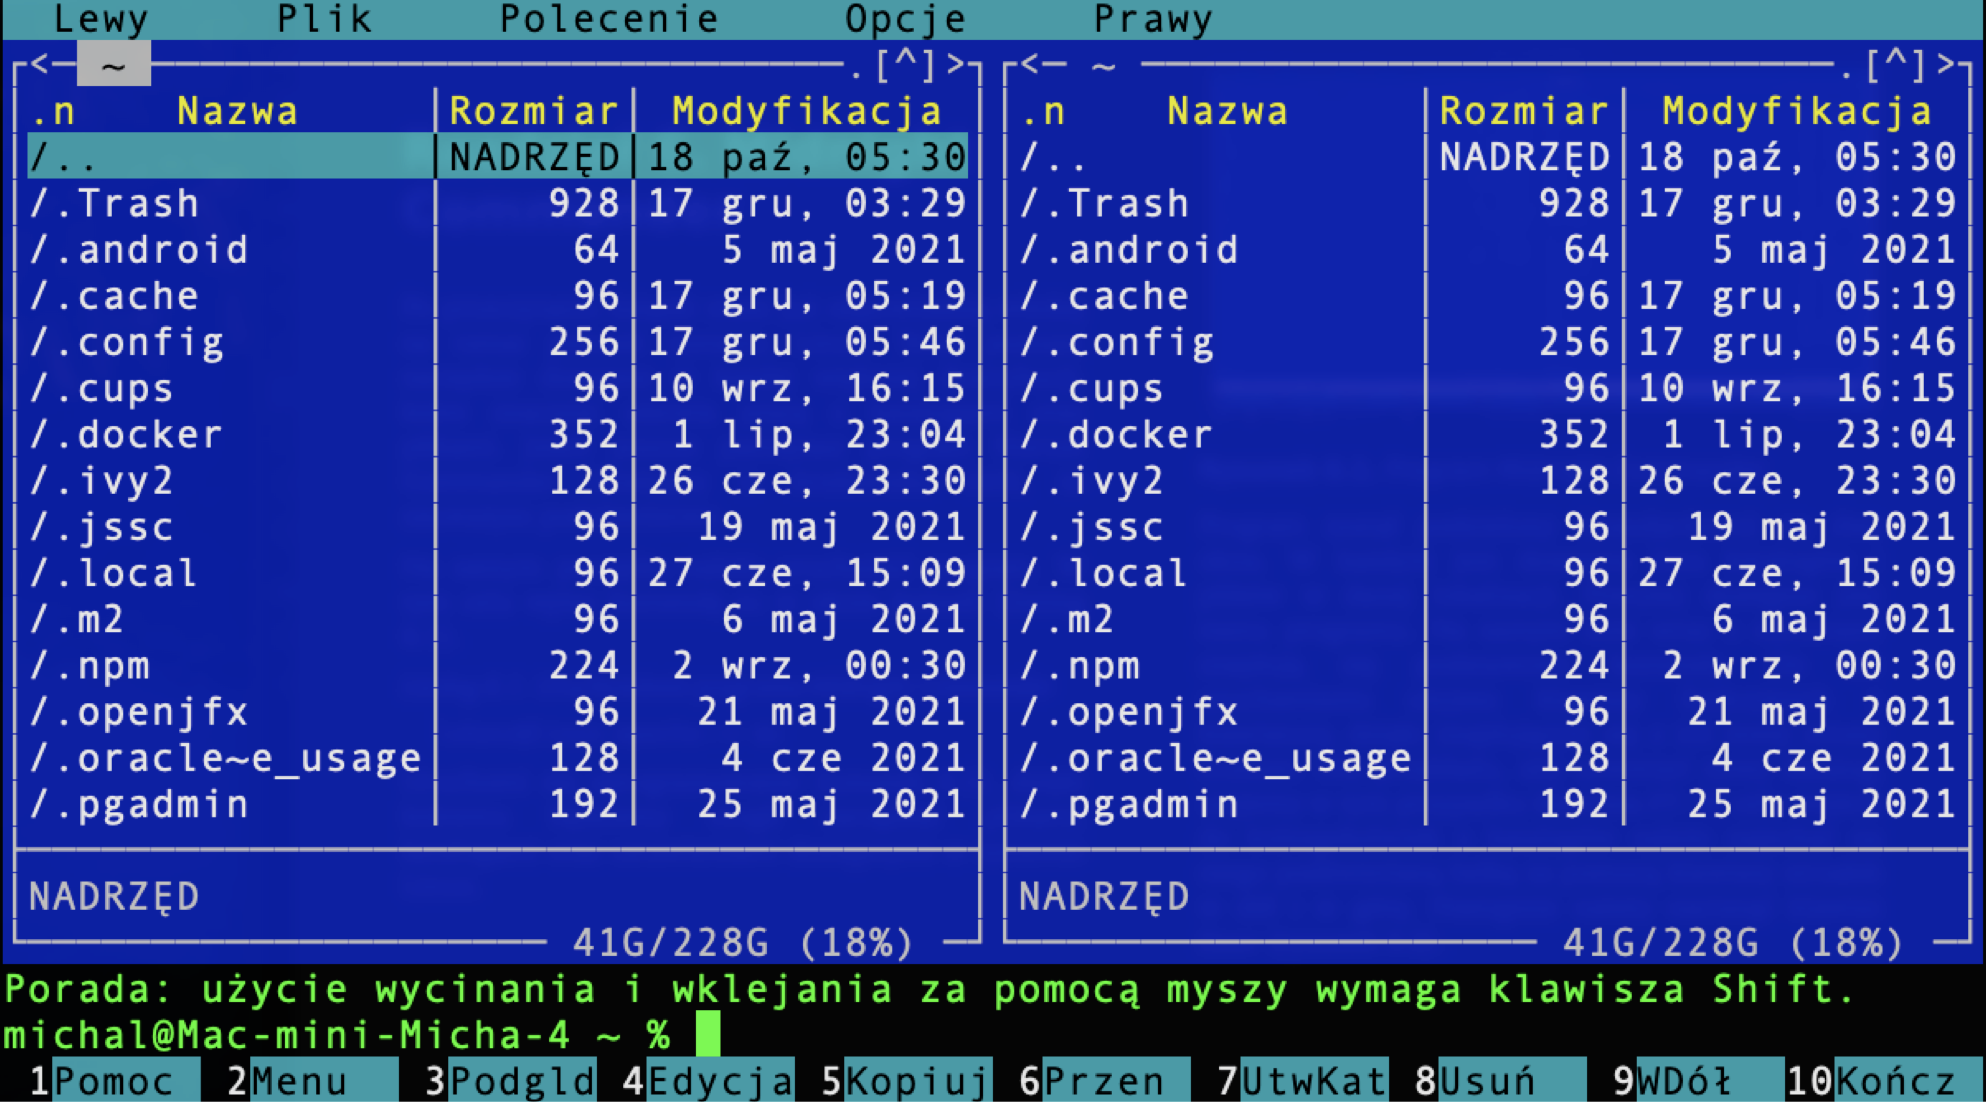 Lewy Plik Polecenie Opcje Prawy
<─ ~ ─.[^]> <─ ~ ─.[^]>
.n Nazwa |Rozmiar| Modyfikacja .n Nazwa |Rozmiar| Modyfikacja
/.. |NADRZĘD|18 paź, 05:30 /.. |NADRZĘD|18 paź, 05:30
/.Trash | 928|17 gru, 03:29 /.Trash | 928|17 gru, 03:29
/.android | 64| 5 maj 2021 /.android | 64| 5 maj 2021
/.cache | 96|17 gru, 05:19 /.cache | 96|17 gru, 05:19
/.config | 256|17 gru, 05:46 /.config | 256|17 gru, 05:46
/.cups | 96|10 wrz, 16:15 /.cups | 96|10 wrz, 16:15
/.docker | 352| 1 lip, 23:04 /.docker | 352| 1 lip, 23:04
/.ivy2 | 128|26 cze, 23:30 /.ivy2 | 128|26 cze, 23:30
/.jssc | 96| 19 maj 2021 /.jssc | 96| 19 maj 2021
/.local | 96|27 cze, 15:09 /.local | 96|27 cze, 15:09
/.m2 | 96| 6 maj 2021 /.m2 | 96| 6 maj 2021
/.npm | 224| 2 wrz, 00:30 /.npm | 224| 2 wrz, 00:30
/.openjfx | 96| 21 maj 2021 /.openjfx | 96| 21 maj 2021
/.oracle~e_usage| 128| 4 cze 2021 /.oracle~e_usage| 128| 4 cze 2021
/.pgadmin | 192| 25 maj 2021 /.pgadmin | 192| 25 maj 2021
NADRZĘD NADRZĘD
41G/228G (18%) 41G/228G (18%)
Porada: użycie wycinania i wklejania za pomocą myszy wymaga klawisza Shift.
michal@Mac-mini-Micha-4 ~ %
1Pomoc 2Menu 3Podgld 4Edycja 5Kopiuj 6Przen 7UtwKat 8Usuń 9WDół 10Kończ